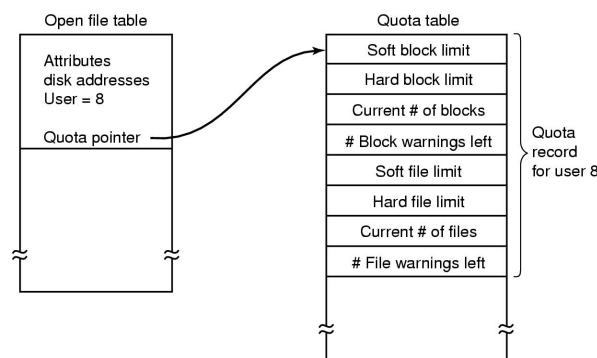 Open file table
Attributes
disk addresses
User = 8
Quota pointer
Quota table
Soft block limit
Hard block limit
Current # of blocks
# Block warnings left
Soft file limit
Hard file limit
Current # of files
# File warnings left
Quota
record
for user 8